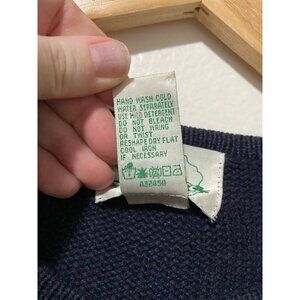 HAND WASH COLD
WATER SEPARATELY
USE MILD DETERGENT
DO NOT BLEACH
DO NOT WRING
OR TWIST
RESHAPE DRY FLAT
COOL IRON
IF NECESSARY
A32450